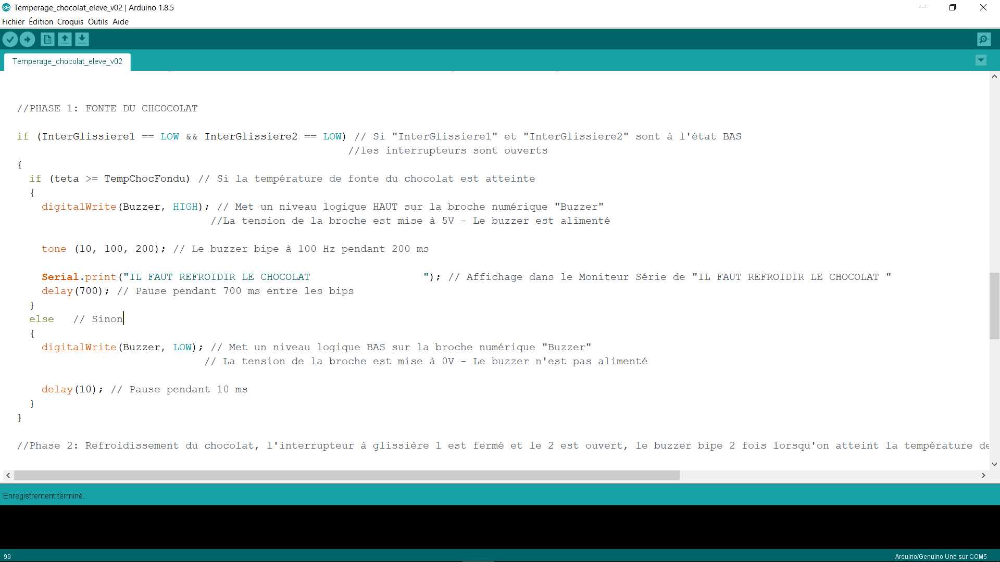 Temperage_chocolat_eleve_v02 | Arduino 1.8.5
Fichier Édition Croquis Outils Aide
Temperage_chocolat_eleve_v02
//PHASE 1: FONTE DU CHCOCOLAT
if (InterGlissiere1 == LOW && InterGlissiere2 == LOW) // Si "InterGlissiere1" et "InterGlissiere2" sont à l'état BAS
//les interrupteurs sont ouverts
{
if (teta >= TempChocFondu) // Si la température de fonte du chocolat est atteinte
{
digitalWrite(Buzzer, HIGH); // Met un niveau logique HAUT sur la broche numérique "Buzzer"
//La tension de la broche est mise à 5V - Le buzzer est alimenté
tone (10, 100, 200); // Le buzzer bipe à 100 Hz pendant 200 ms
Serial.print("IL FAUT REFROIDIR LE CHOCOLAT                  "); // Affichage dans le Moniteur Série de "IL FAUT REFROIDIR LE CHOCOLAT "
delay(700); // Pause pendant 700 ms entre les bips
}
else   // Sinon
{
digitalWrite(Buzzer, LOW); // Met un niveau logique BAS sur la broche numérique "Buzzer"
// La tension de la broche est mise à 0V - Le buzzer n'est pas alimenté
delay(10); // Pause pendant 10 ms
}
}
//Phase 2: Refroidissement du chocolat, l'interrupteur à glissière 1 est fermé et le 2 est ouvert, le buzzer bipe 2 fois lorsqu'on atteint la température de
Enregistrement terminé.
99
Arduino/Genuino Uno sur COM5